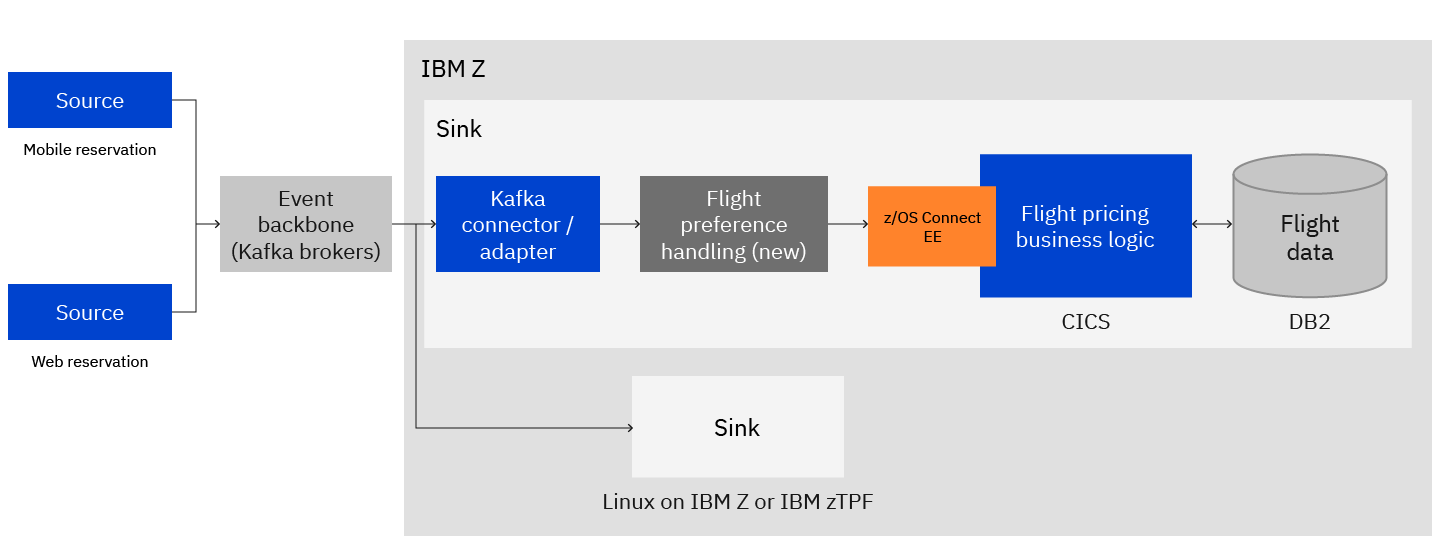 IBM Z
Source
Mobile reservation
Source
Web reservation
Event
backbone
(Kafka brokers)
Sink
Kafka
connector /
adapter
Flight
preference
handling (new)
z/OS Connect
EE
Flight pricing
business logic
CICS
Flight
data
DB2
Sink
Linux on IBM Z or IBM zTPF